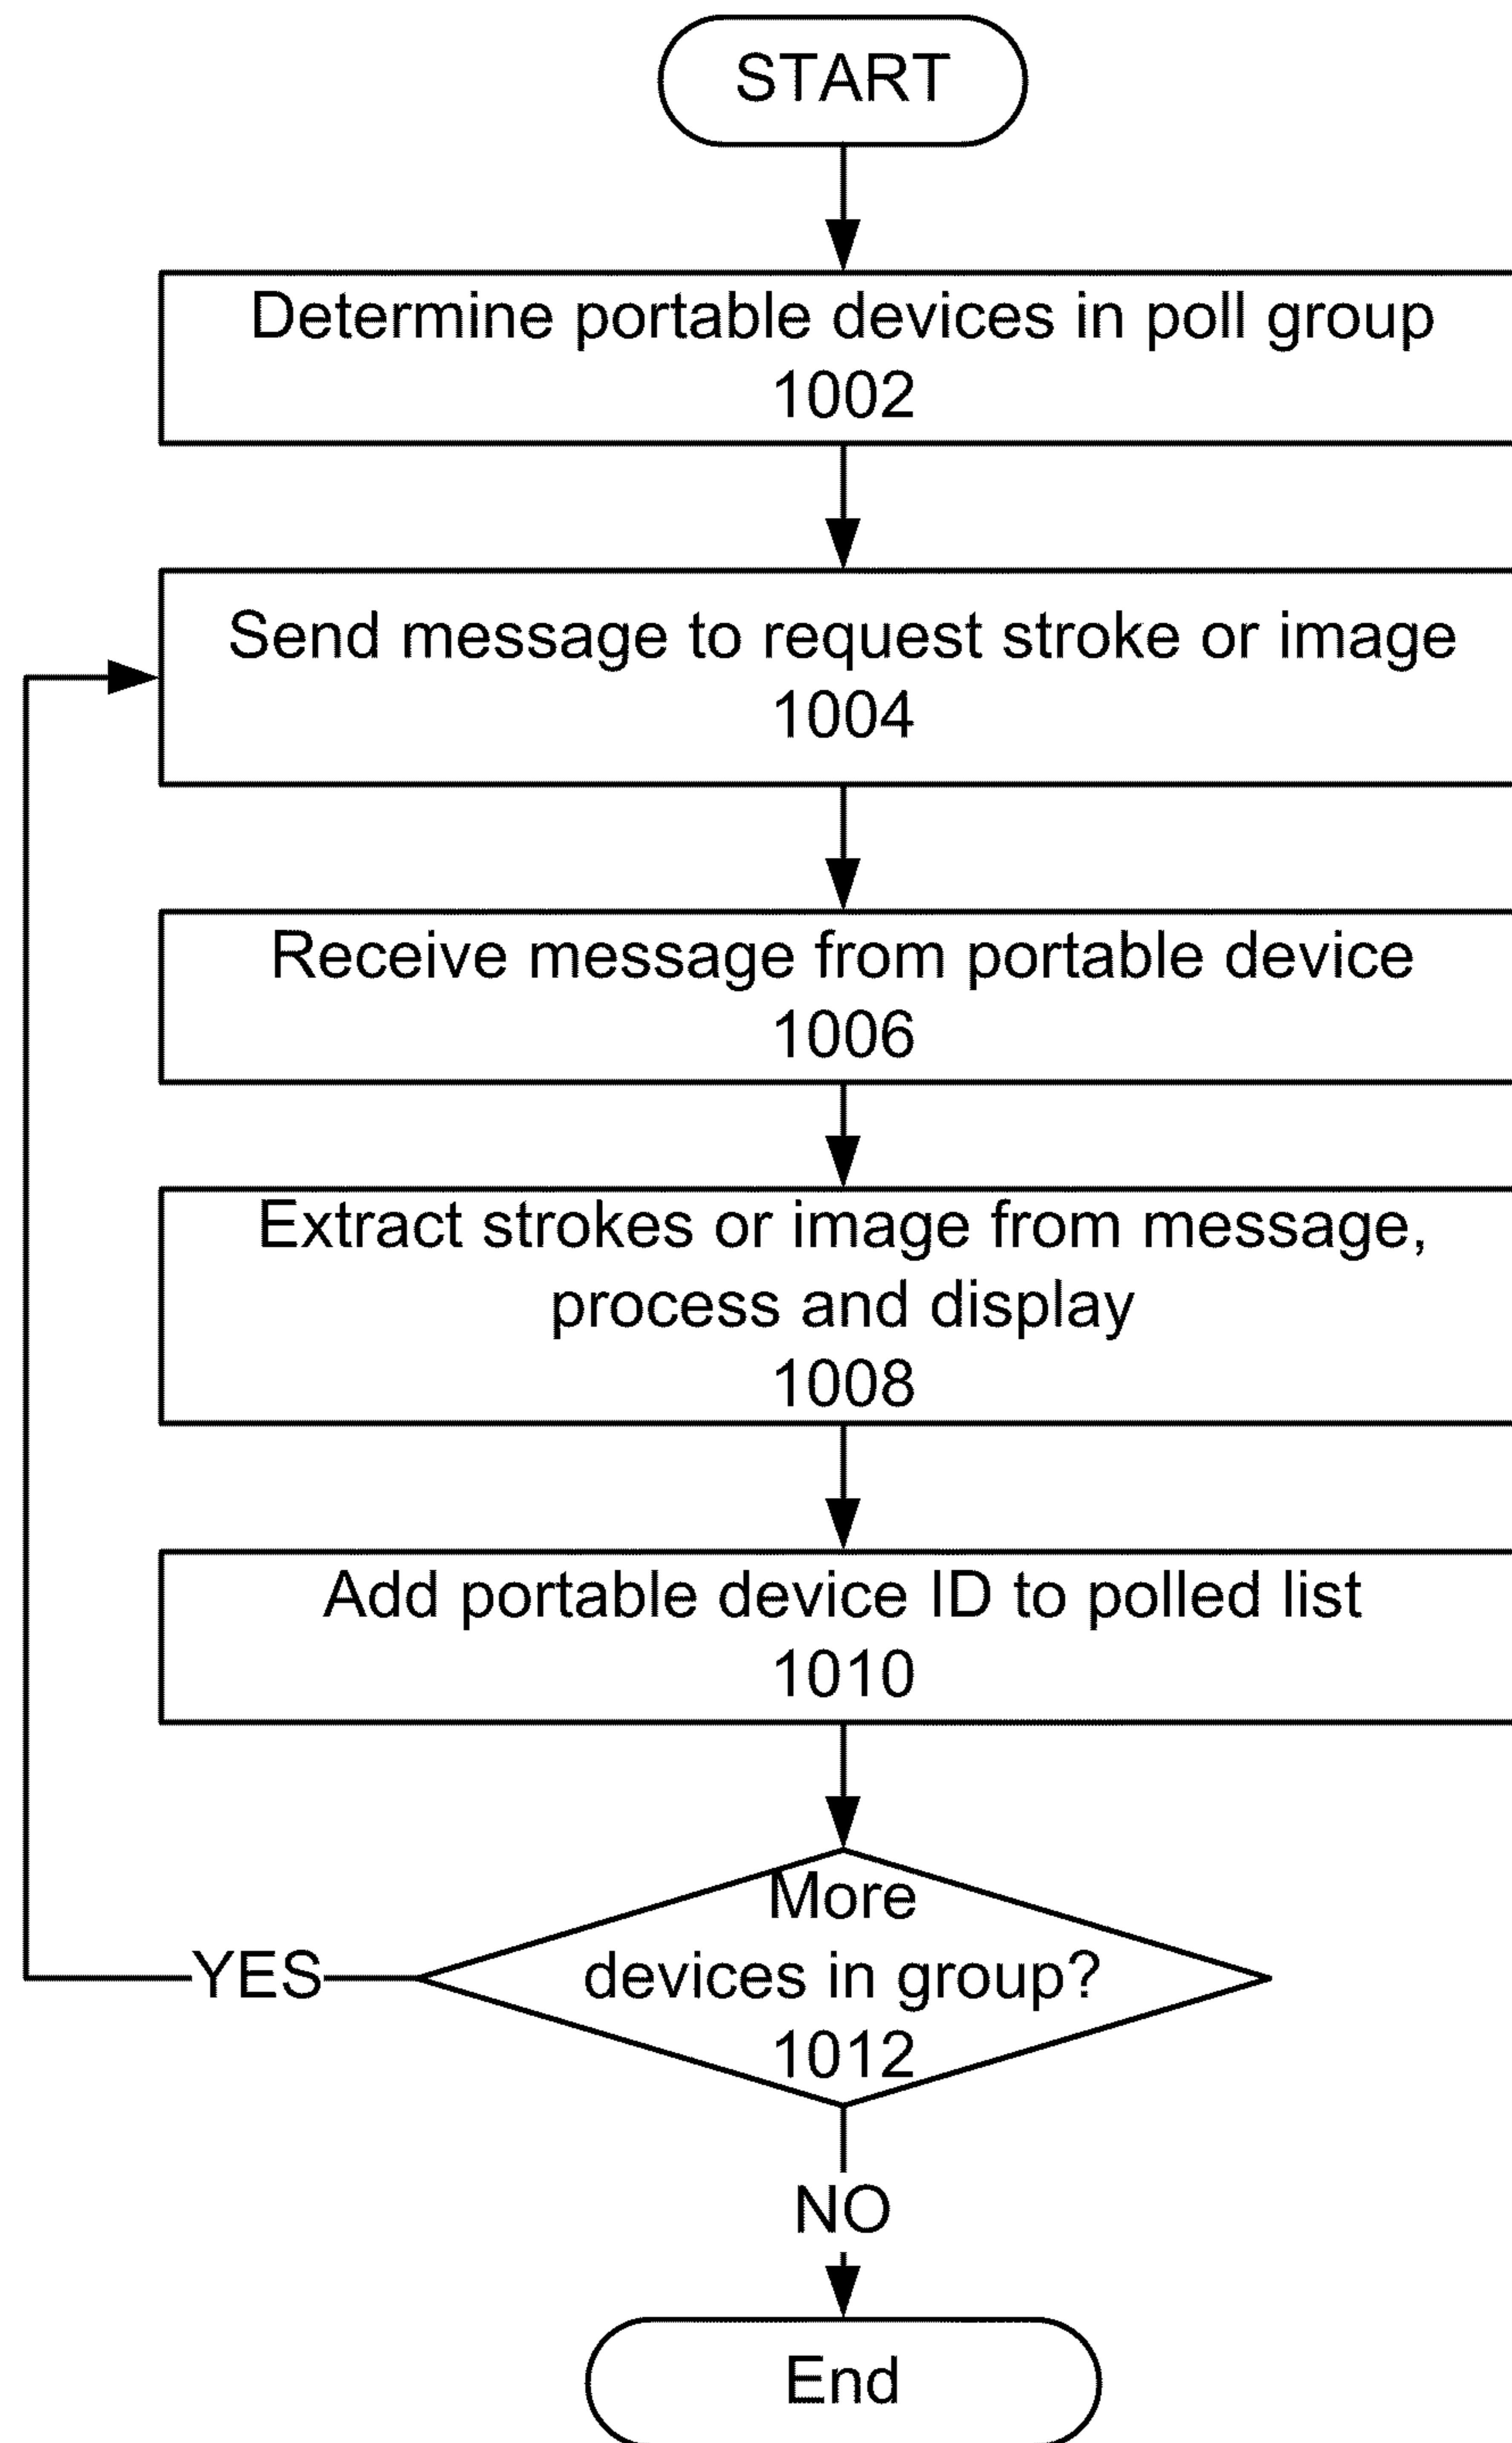 START
Determine portable devices in poll group
1002
Send message to request stroke or image
1004
Receive message from portable device
1006
Extract strokes or image from message,
process and display
1008
Add portable device ID to polled list
1010
More
devices in group?
1012
YES
NO
End